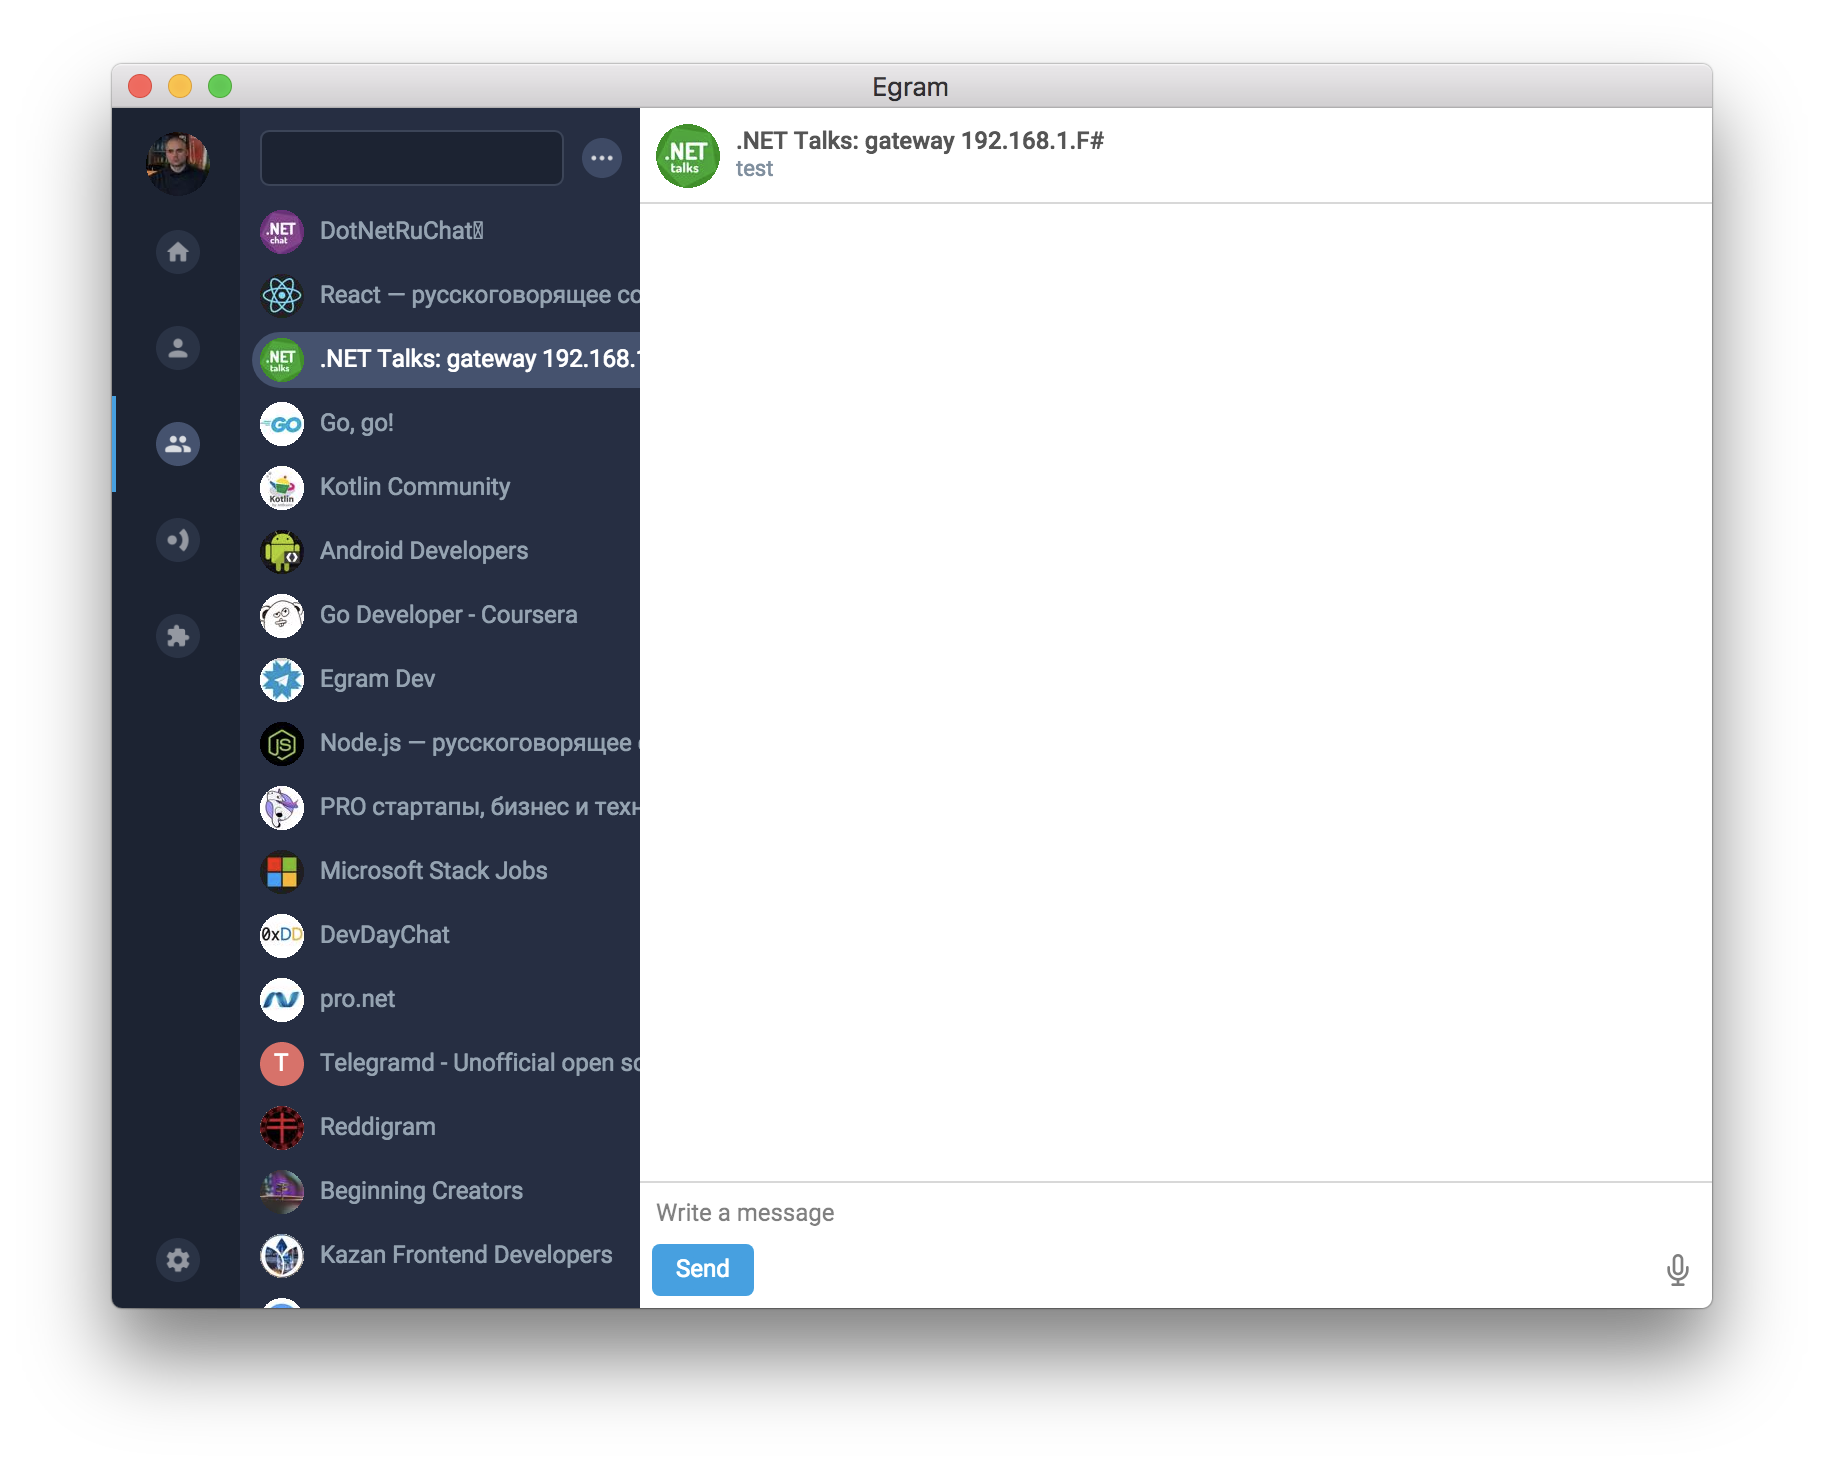 Egram
.NET Talks: gateway 192.168.1.F#
test
.NET
talks
.NET
chat
DotNetRuChat
React — русскоговорящее со
.NET
talks
.NET Talks: gateway 192.168.1
GO
Go, go!
Kotlin
Kotlin Community
Android Developers
Go Developer - Coursera
Egram Dev
JS
Node.js — русскоговорящее
PRO стартапы, бизнес и техн
Microsoft Stack Jobs
0xDD
DevDayChat
pro.net
T
Telegramd - Unofficial open so
Reddigram
Beginning Creators
Kazan Frontend Developers
Write a message
Send